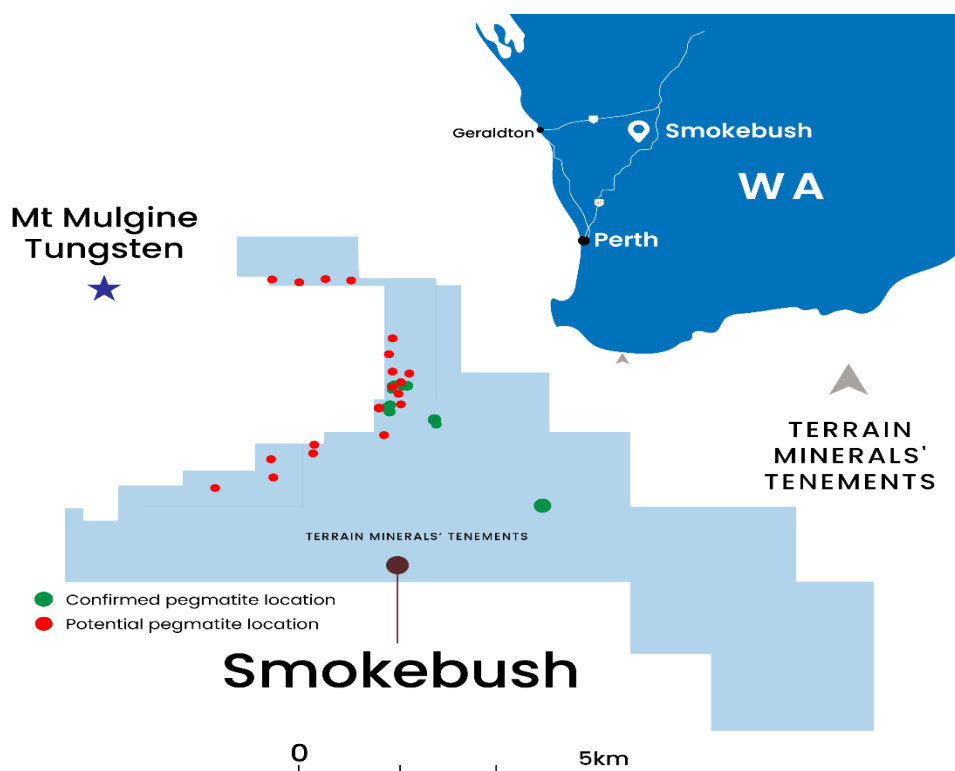 Geraldton
Smokebush
WA
Perth
Mt Mulgine
Tungsten
TERRAIN
MINERALS'
TENEMENTS
TERRAIN MINERALS' TENEMENTS
Confirmed pegmatite location
Potential pegmatite location
Smokebush
0
5km